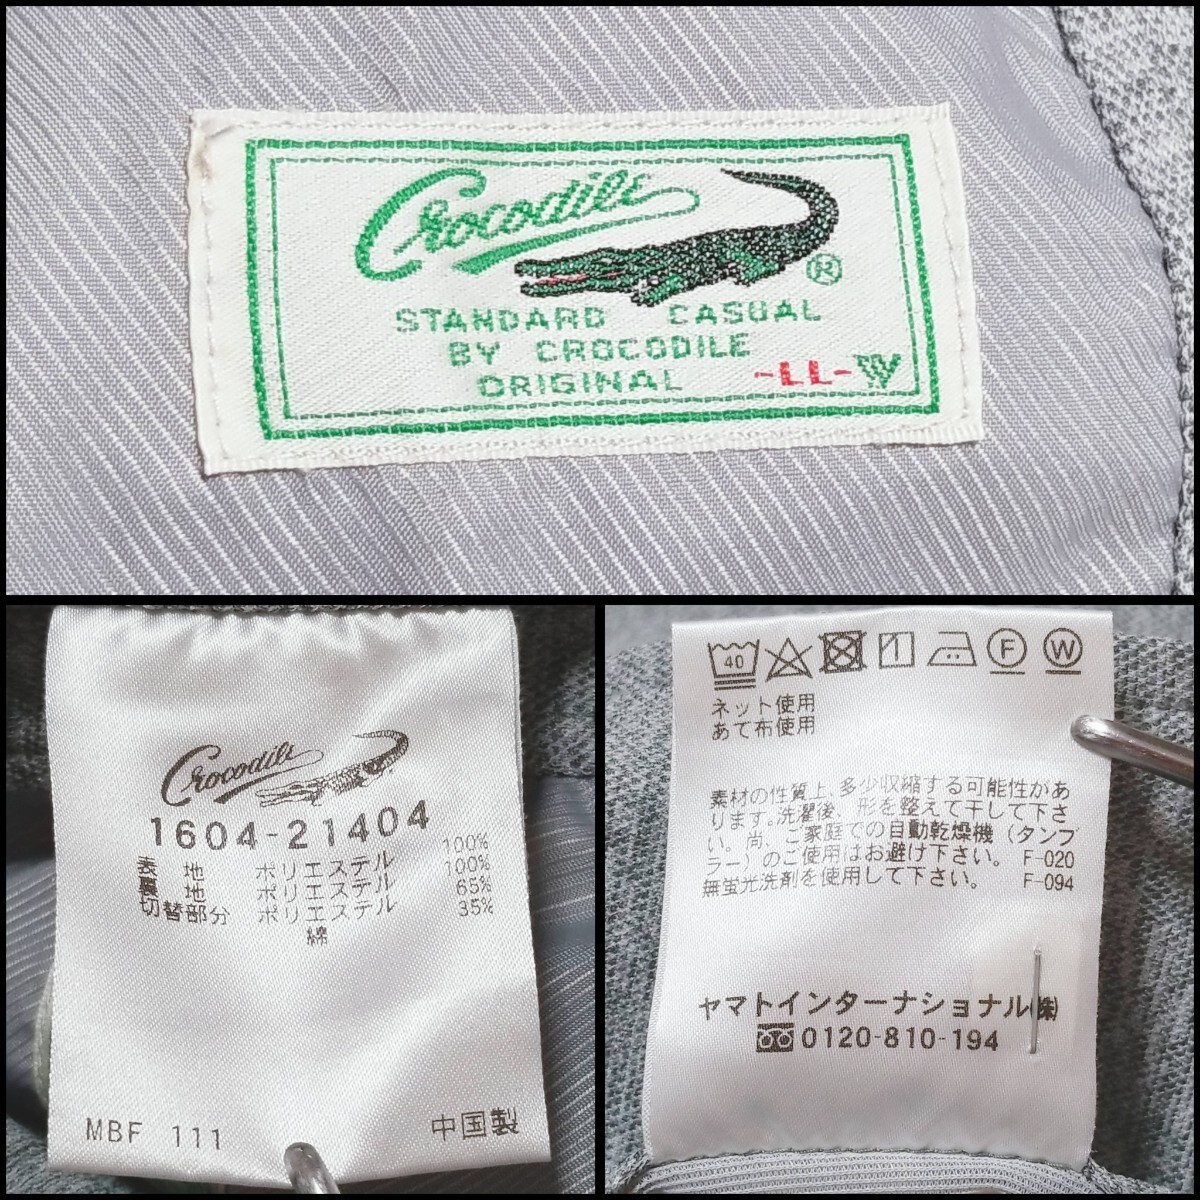 Crocodile
®
STANDARD CASUAL
BY CROCODILE
ORIGINAL -LL- W
Crocodile
1604-21404
表地 ポリエステル 100%
裏地 ポリエステル 100%
切替部分 ポリエステル 65%
綿 35%
MBF 111 中国製
40 F W
ネット使用
あて布使用
素材の性質上、多少収縮する可能性があ
ります。洗濯後、形を整えて干して下さ
い。尚、ご家庭での自動乾燥機（タンブ
ラー）のご使用はお避け下さい。 F-020
無蛍光洗剤を使用して下さい。 F-094
ヤマトインターナショナル(株)
0120-810-194